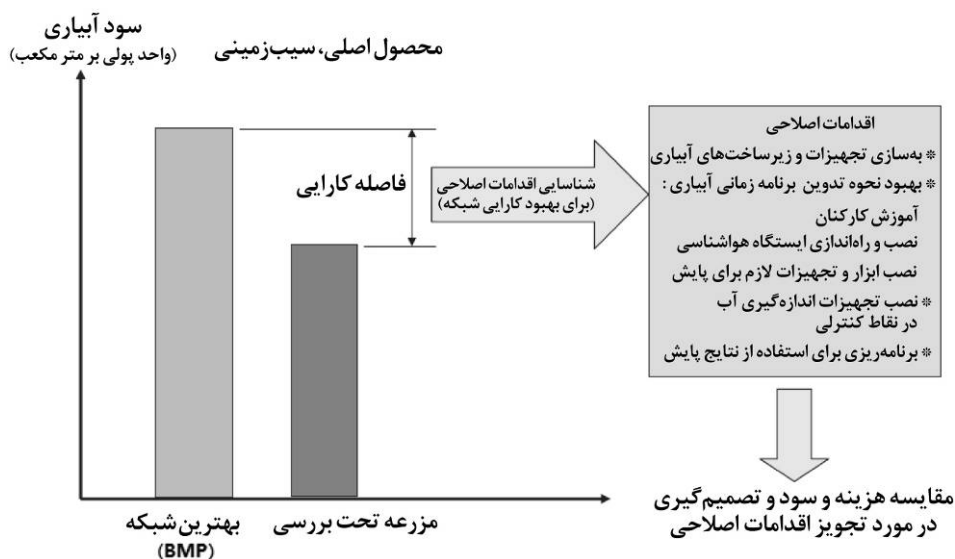 سود آبیاری
(واحد پولی بر متر مکعب)
محصول اصلی، سیب‌زمینی
فاصله کارایی
شناسایی اقدامات اصلاحی
(برای بهبود کارایی شبکه)
اقدامات اصلاحی
* به‌سازی تجهیزات و زیرساخت‌های آبیاری
* بهبود نحوه تدوین برنامه زمانی آبیاری :
آموزش کارکنان
نصب و راه‌اندازی ایستگاه هواشناسی
نصب ابزار و تجهیزات لازم برای پایش
* نصب تجهیزات اندازه‌گیری آب
در نقاط کنترلی
* برنامه‌ریزی برای استفاده از نتایج پایش
مقایسه هزینه و سود و تصمیم‌گیری
در مورد تجویز اقدامات اصلاحی
بهترین شبکه
(BMP)
مزرعه تحت بررسی